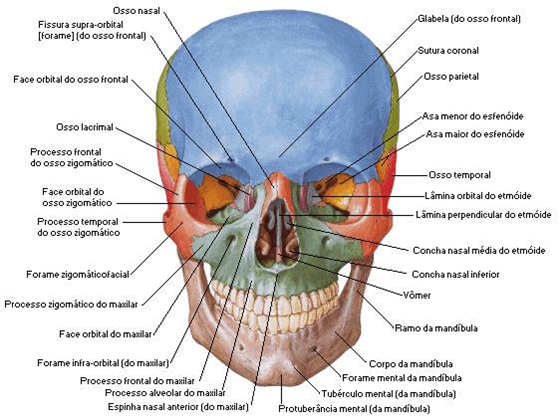 Osso nasal
Fissura supra-orbital
[forame] (do osso frontal)
Face orbital do osso frontal
Osso lacrimal
Processo frontal
do osso zigomático
Face orbital do
osso zigomático
Processo temporal
do osso zigomático
Forame zigomáticofacial
Processo zigomático do maxilar
Face orbital do maxilar
Forame infra-orbital (do maxilar)
Processo frontal do maxilar
Processo alveolar do maxilar
Espinha nasal anterior (do maxilar)
Glabela (do osso frontal)
Sutura coronal
Osso parietal
Asa menor do esfenóide
Asa maior do esfenóide
Osso temporal
Lâmina orbital do etmóide
Lâmina perpendicular do etmóide
Concha nasal média do etmóide
Concha nasal inferior
Vômer
Ramo da mandíbula
Corpo da mandíbula
Forame mental da mandíbula
Tubérculo mental (da mandíbula)
Protuberância mental (da mandíbula)